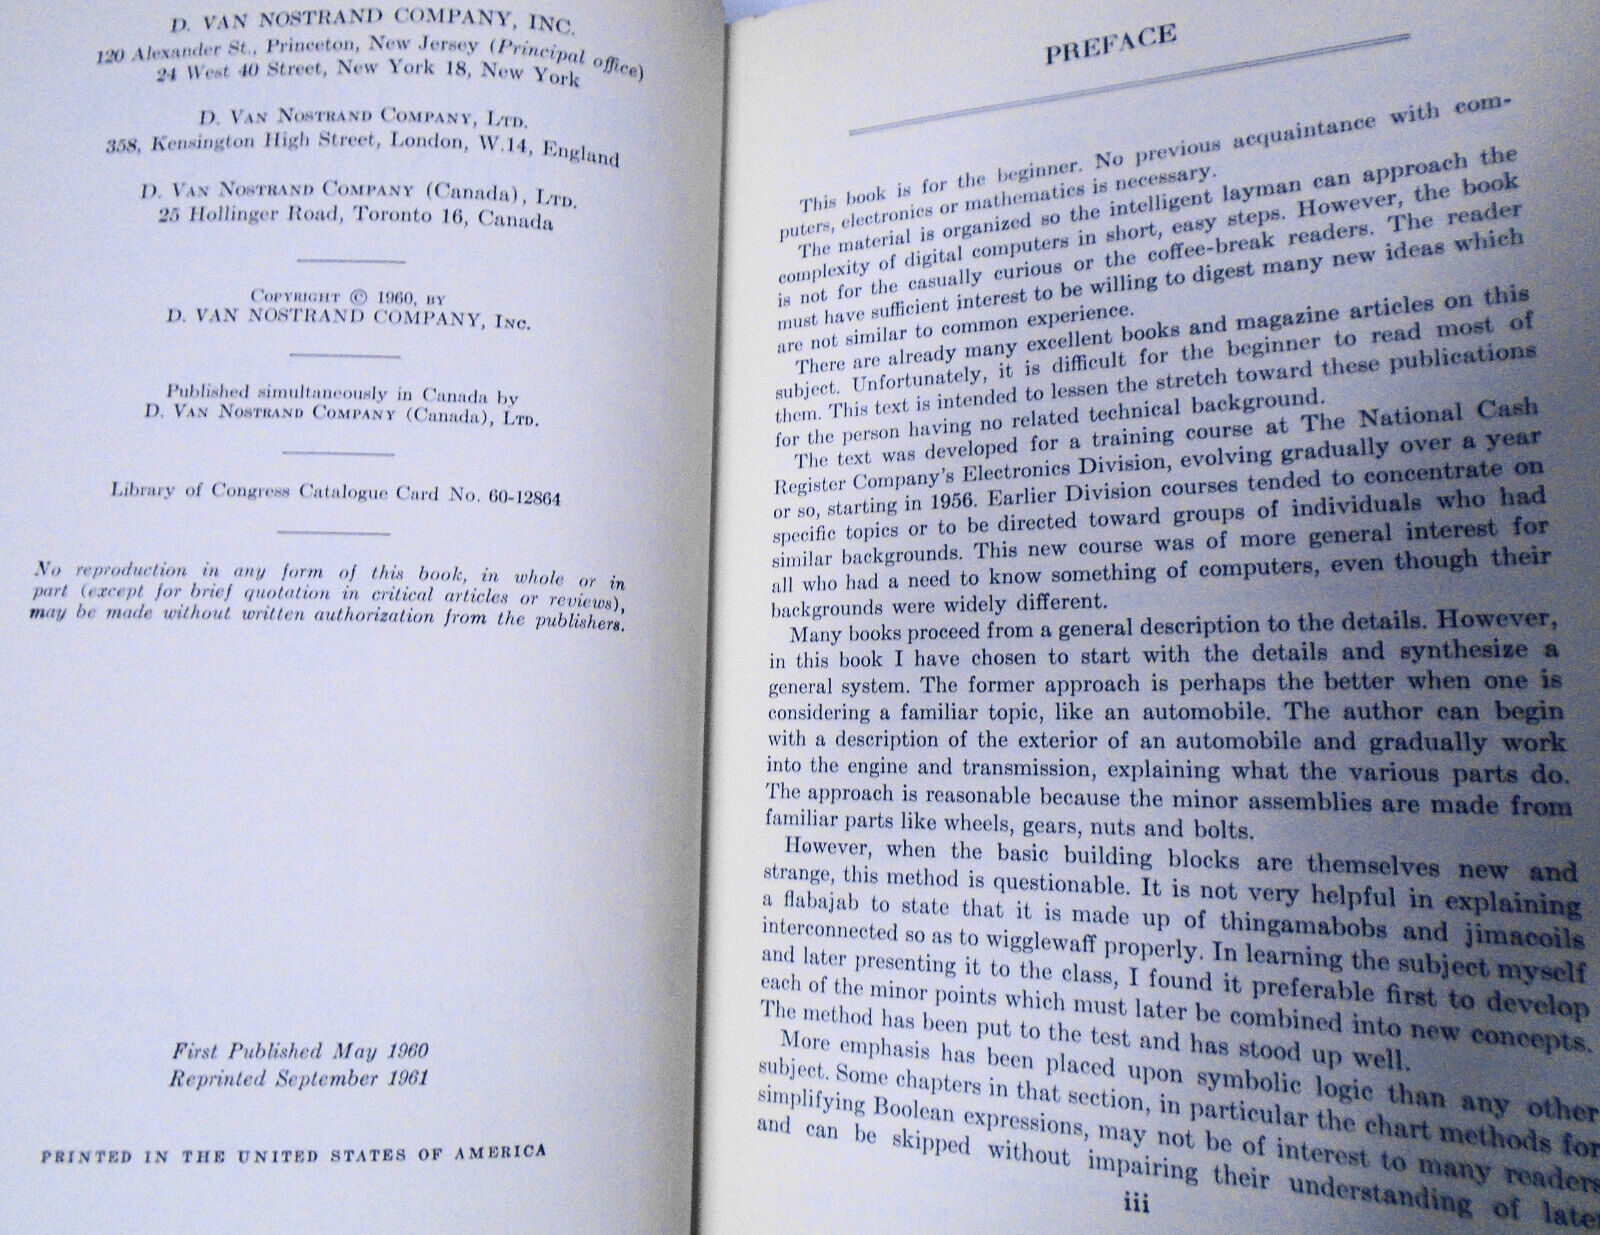 D. VAN NOSTRAND COMPANY, INC.
120 Alexander St., Princeton, New Jersey (Principal office)
24 West 40 Street, New York 18, New York
D. VAN NOSTRAND COMPANY, LTD.
358, Kensington High Street, London, W.14, England
D. VAN NOSTRAND COMPANY (Canada), LTD.
25 Hollinger Road, Toronto 16, Canada
COPYRIGHT © 1960, BY
D. VAN NOSTRAND COMPANY, INC.
Published simultaneously in Canada by
D. VAN NOSTRAND COMPANY (Canada), LTD.
Library of Congress Catalogue Card No. 60-12864
No reproduction in any form of this book, in whole or in
part (except for brief quotation in critical articles or reviews),
may be made without written authorization from the publishers.
First Published May 1960
Reprinted September 1961
PRINTED IN THE UNITED STATES OF AMERICA
PREFACE
This book is for the beginner. No previous acquaintance with com-
puters, electronics or mathematics is necessary.
The material is organized so the intelligent layman can approach the
complexity of digital computers in short, easy steps. However, the book
is not for the casually curious or the coffee-break readers. The reader
must have sufficient interest to be willing to digest many new ideas which
are not similar to common experience.
There are already many excellent books and magazine articles on this
subject. Unfortunately, it is difficult for the beginner to read most of
them. This text is intended to lessen the stretch toward these publications
for the person having no related technical background.
The text was developed for a training course at The National Cash
Register Company's Electronics Division, evolving gradually over a year
or so, starting in 1956. Earlier Division courses tended to concentrate on
specific topics or to be directed toward groups of individuals who had
similar backgrounds. This new course was of more general interest for
all who had a need to know something of computers, even though their
backgrounds were widely different.
Many books proceed from a general description to the details. However,
in this book I have chosen to start with the details and synthesize a
general system. The former approach is perhaps the better when one is
considering a familiar topic, like an automobile. The author can begin
with a description of the exterior of an automobile and gradually work
into the engine and transmission, explaining what the various parts do.
The approach is reasonable because the minor assemblies are made from
familiar parts like wheels, gears, nuts and bolts.
However, when the basic building blocks are themselves new and
strange, this method is questionable. It is not very helpful in explaining
a flabajab to state that it is made up of thingamabobs and jimacoils
interconnected so as to wigglewaff properly. In learning the subject myself
and later presenting it to the class, I found it preferable first to develop
each of the minor points which must later be combined into new concepts.
The method has been put to the test and has stood up well.
More emphasis has been placed upon symbolic logic than any other
subject. Some chapters in that section, in particular the chart methods for
simplifying Boolean expressions, may not be of interest to many readers
and can be skipped without impairing their understanding of later
iii